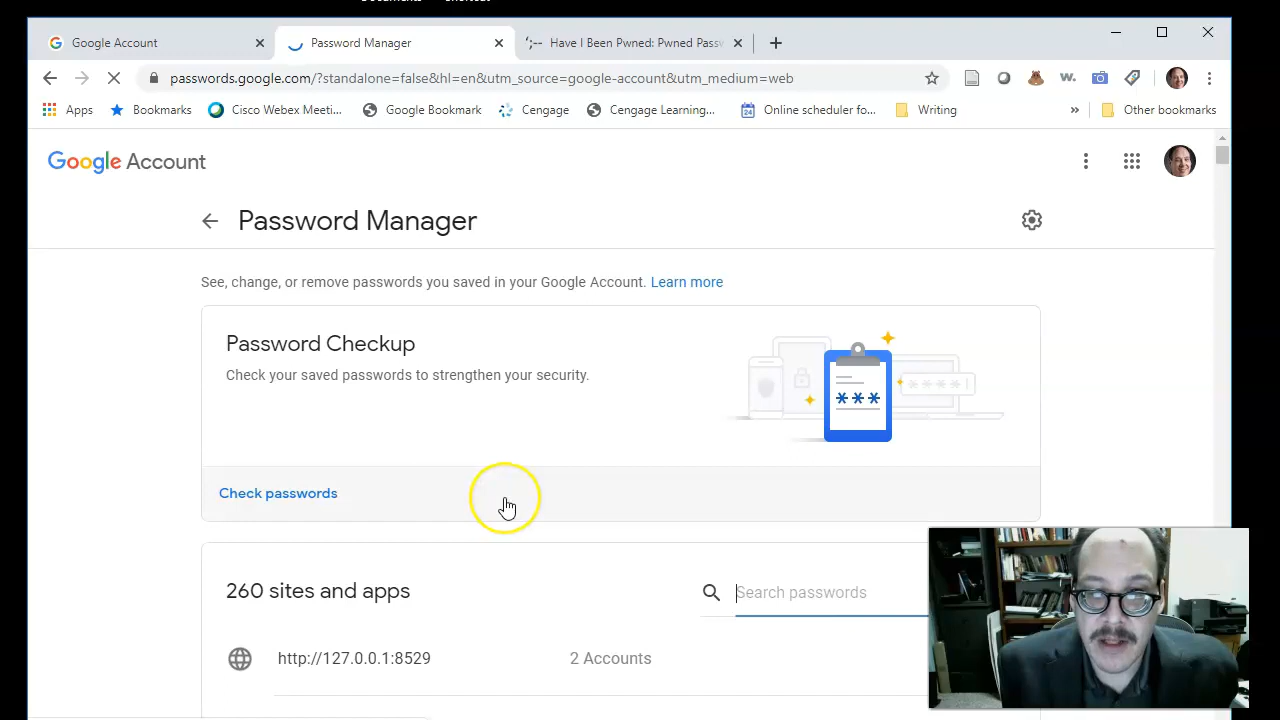 Google Account
Password Manager
Have I Been Pwned: Pwned Passw
passwords.google.com/?standalone=false&hl=en&utm_source=google-account&utm_medium=web
w.
Apps
Bookmarks
Cisco Webex Meeti...
Google Bookmark
Cengage
Cengage Learning,...
24
Online scheduler fo...
Writing
»
Other bookmarks
Google Account
Password Manager
See, change, or remove passwords you saved in your Google Account. Learn more
Password Checkup
Check your saved passwords to strengthen your security.
Check passwords
260 sites and apps
Search passwords
http://127.0.0.1:8529
2 Accounts